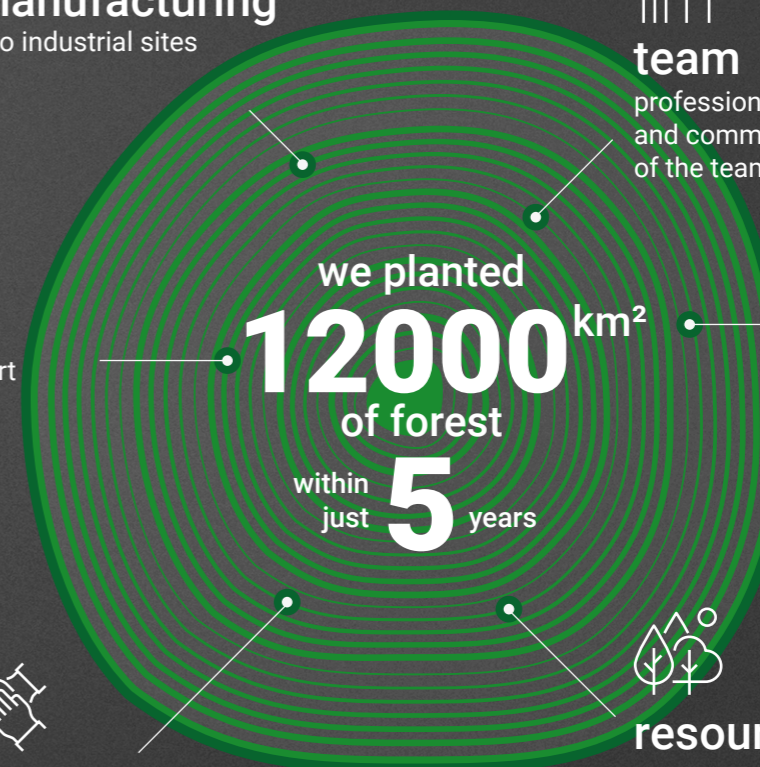 anufacturing
o industrial sites
team
profession
and comm
of the team
we planted
12000 km²
of forest
rt
within
just 5 years
resour